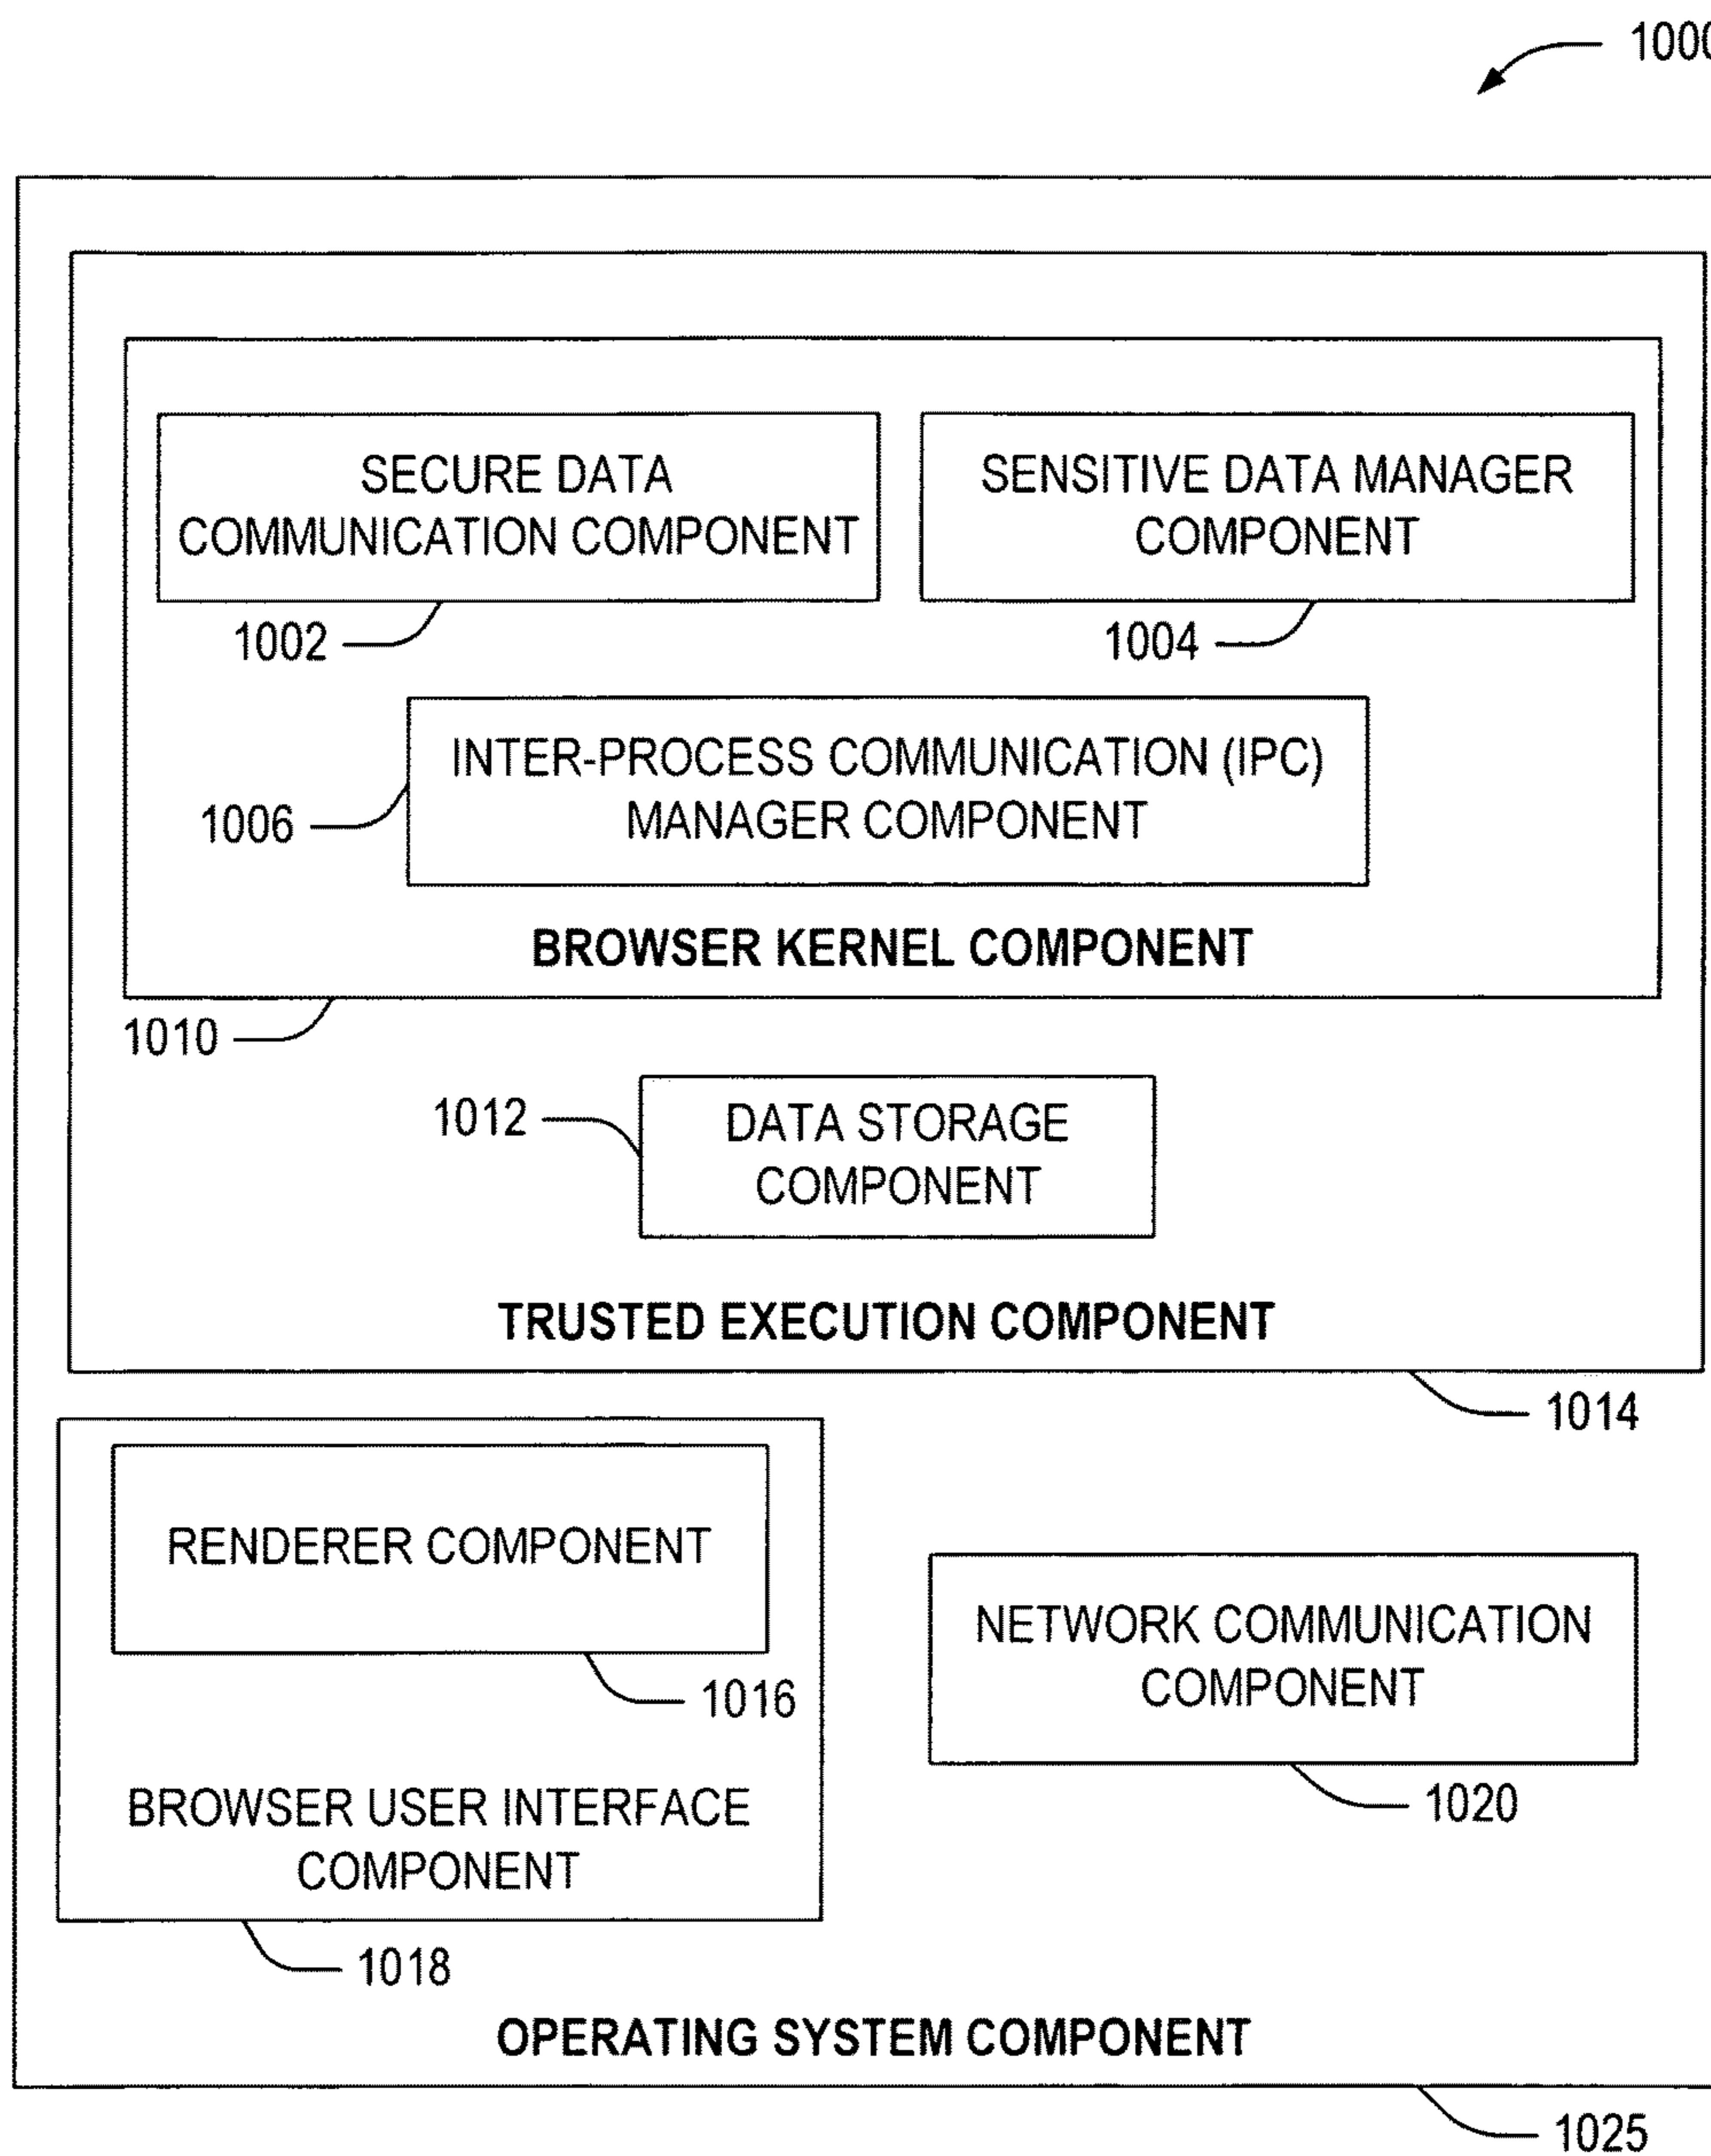 1000
SECURE DATA
COMMUNICATION COMPONENT
SENSITIVE DATA MANAGER
COMPONENT
1002
1004
INTER-PROCESS COMMUNICATION (IPC)
MANAGER COMPONENT
1006
BROWSER KERNEL COMPONENT
1010
1012
DATA STORAGE
COMPONENT
TRUSTED EXECUTION COMPONENT
1014
RENDERER COMPONENT
1016
NETWORK COMMUNICATION
COMPONENT
1020
BROWSER USER INTERFACE
COMPONENT
1018
OPERATING SYSTEM COMPONENT
1025